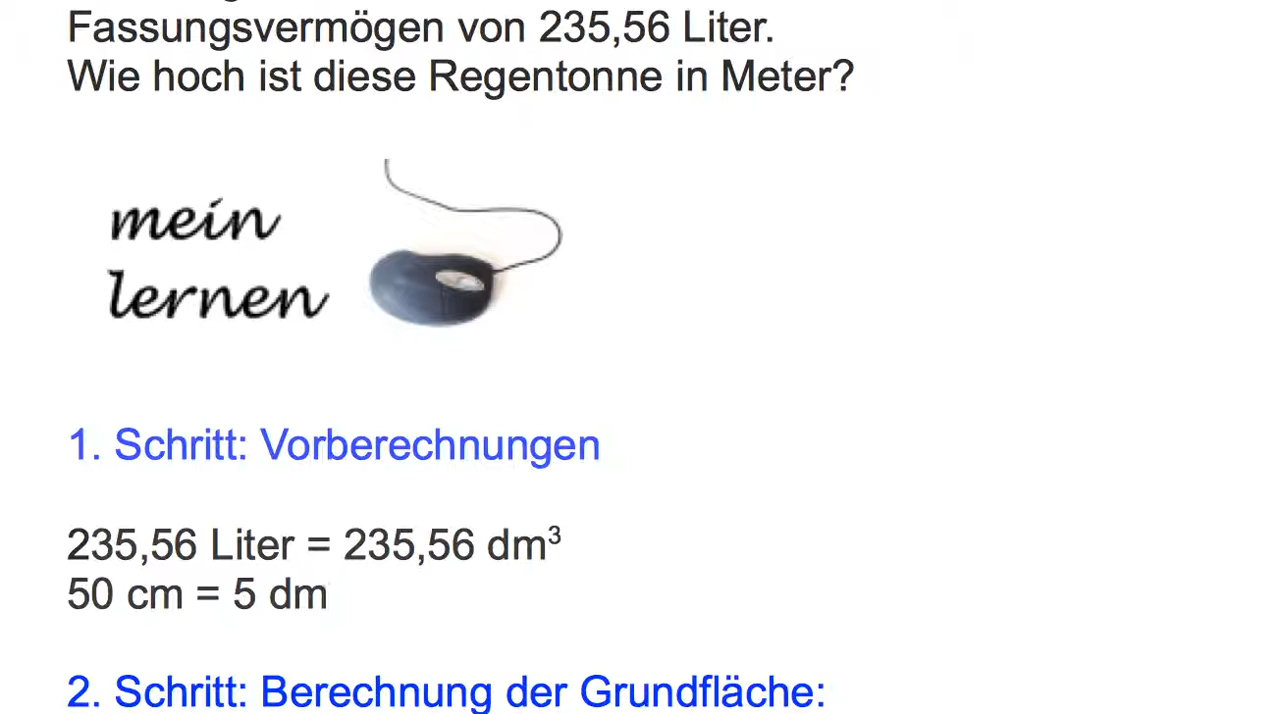 Fassungsvermögen von 235,56 Liter.
Wie hoch ist diese Regentonne in Meter?
mein
lernen
1. Schritt: Vorberechnungen
235,56 Liter = 235,56 dm³
50 cm = 5 dm
2. Schritt: Berechnung der Grundfläche: